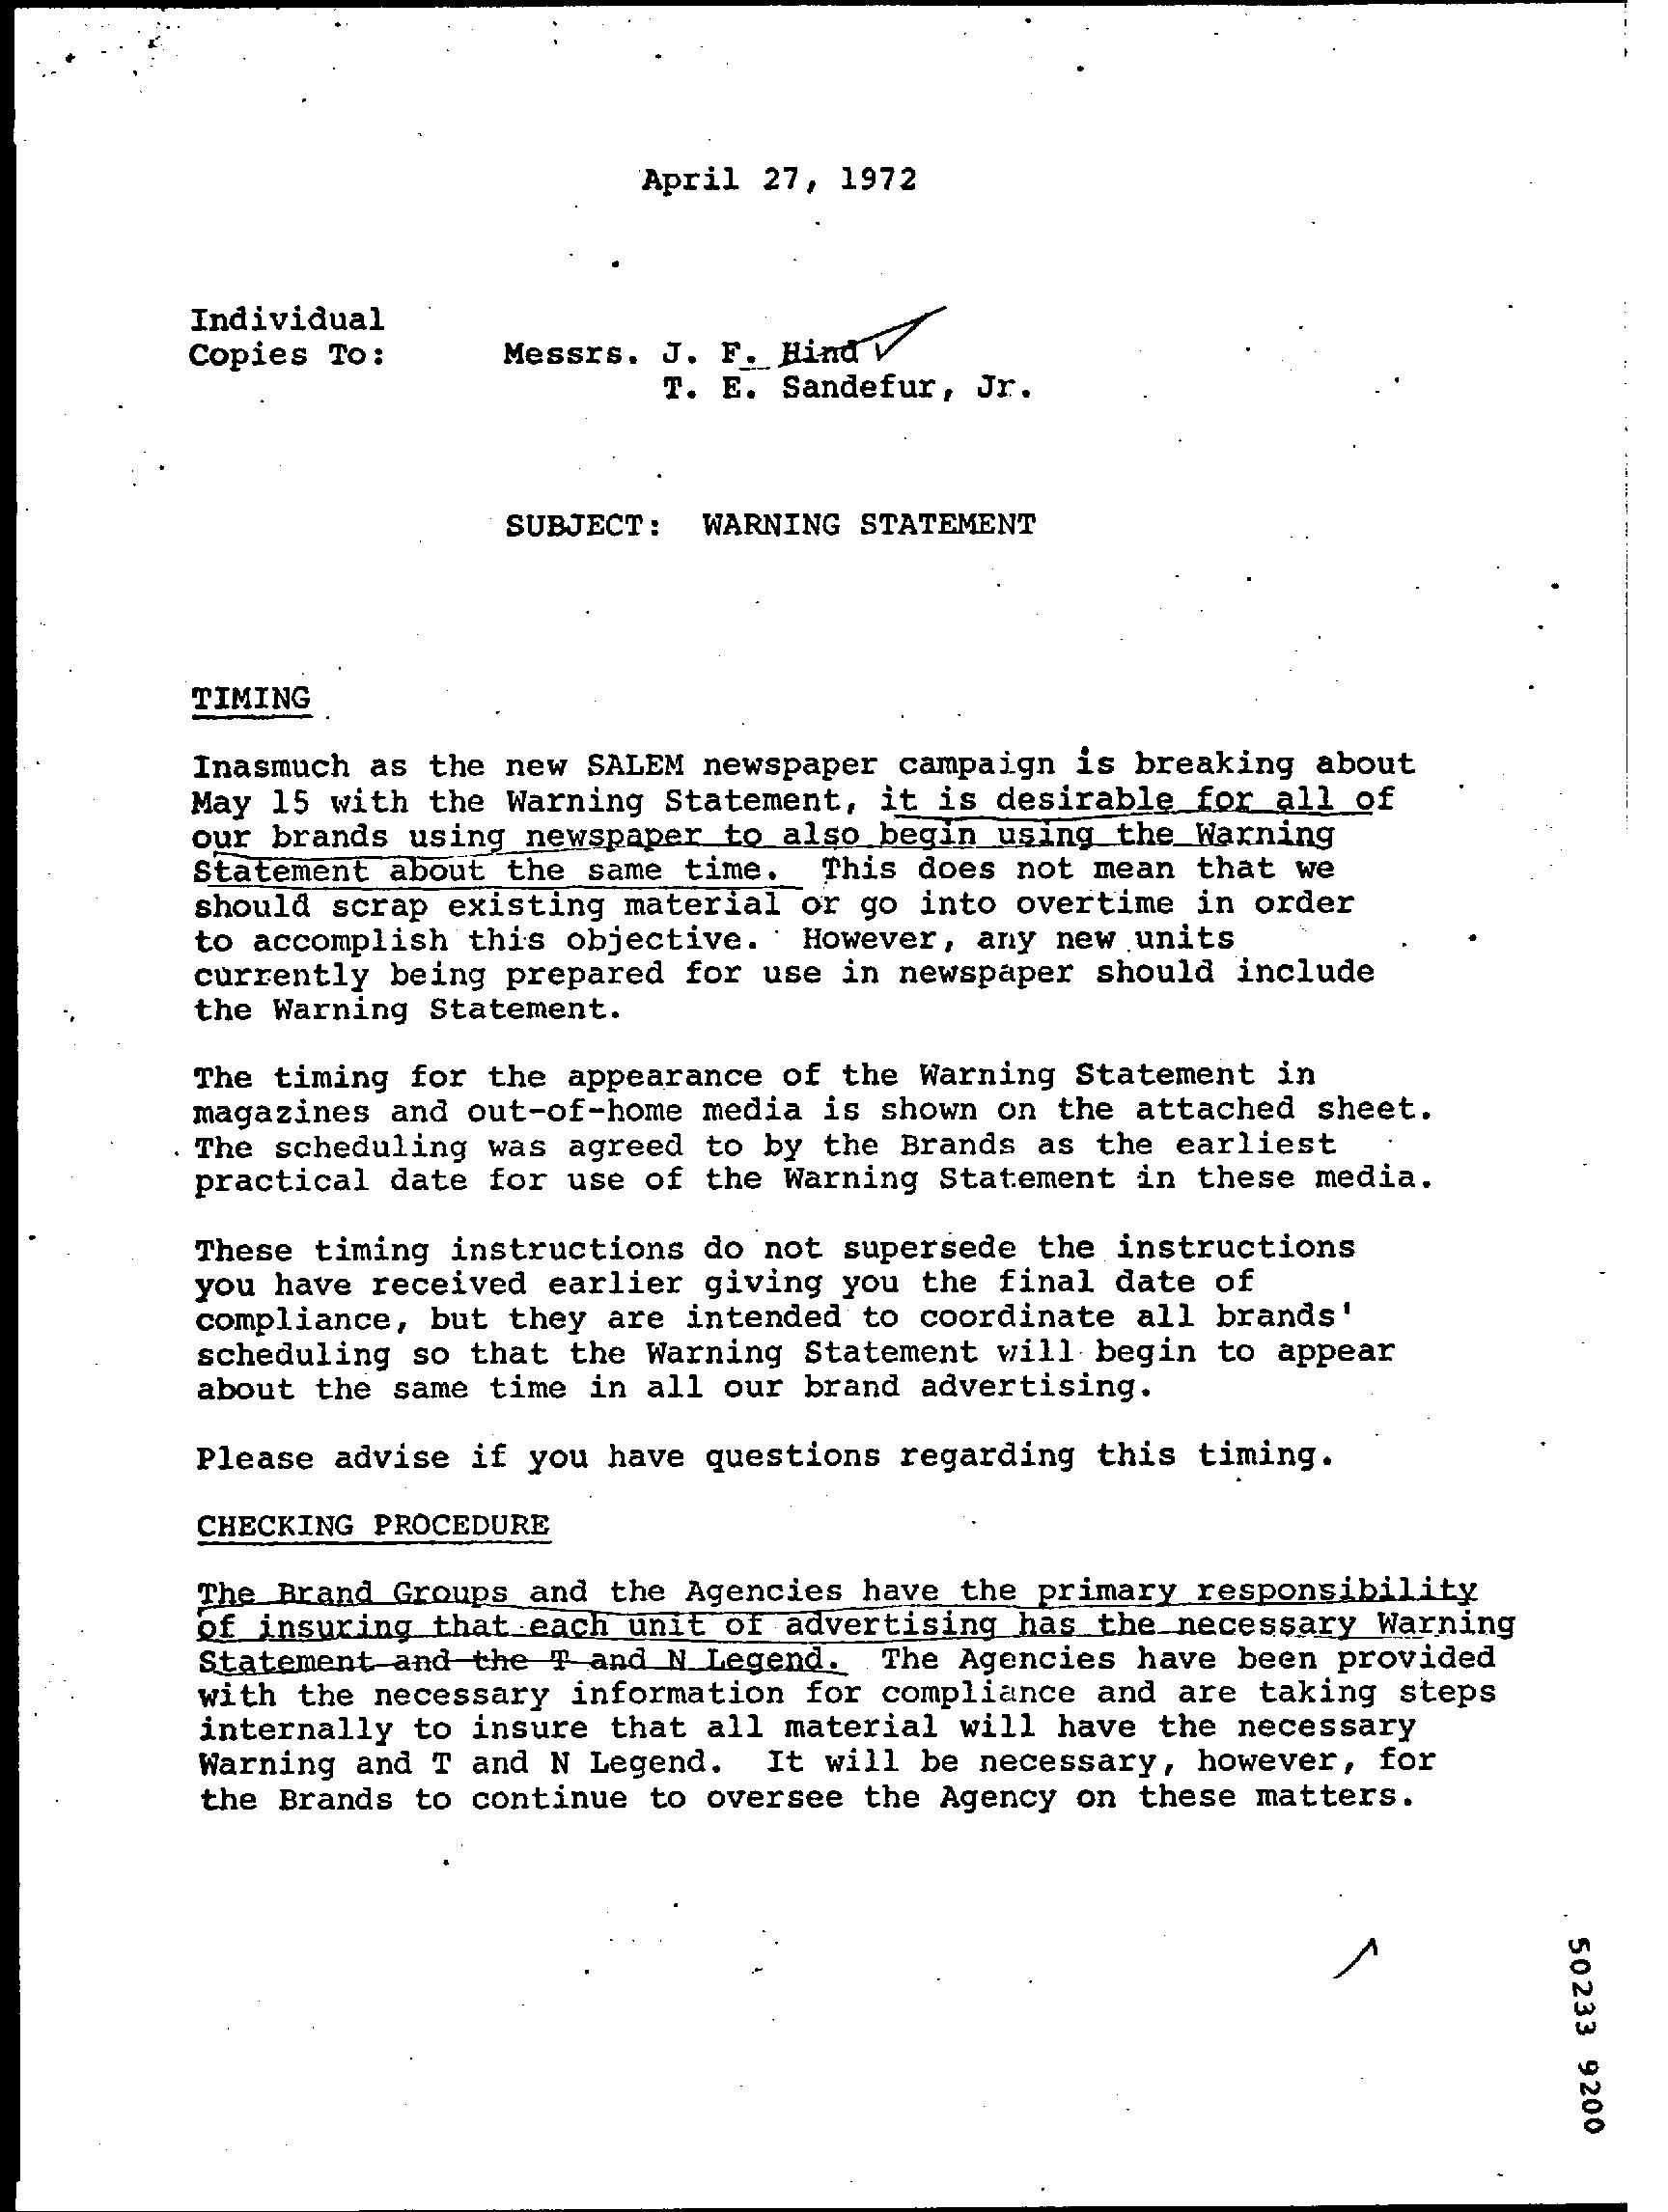 April 27, 1972
Individual
Copies To: Messrs. J. F. Hind
T. E. Sandefur, Jr.
SUBJECT: WARNING STATEMENT
TIMING
Inasmuch as the new SALEM newspaper campaign is breaking about
May 15 with the Warning Statement, it is desirable for all of
our brands using newspaper to also begin using the Warning
Statement about the same time. This does not mean that we
should scrap existing material or go into overtime in order
to accomplish this objective. However, any new units
currently being prepared for use in newspaper should include
the Warning Statement.
The timing for the appearance of the Warning Statement in
magazines and out-of-home media is shown on the attached sheet.
The scheduling was agreed to by the Brands as the earliest
practical date for use of the Warning Statement in these media.
These timing instructions do not supersede the instructions
you have received earlier giving you the final date of
compliance, but they are intended to coordinate all brands'
scheduling so that the Warning Statement will begin to appear
about the same time in all our brand advertising.
Please advise if you have questions regarding this timing.
CHECKING PROCEDURE
The Brand Groups and the Agencies have the primary responsibility
of insuring that each unit of advertising has the necessary Warning
Statement and the T and N Legend. The Agencies have been provided
with the necessary information for compliance and are taking steps
internally to insure that all material will have the necessary
Warning and T and N Legend. It will be necessary, however, for
the Brands to continue to oversee the Agency on these matters.
50233 9200